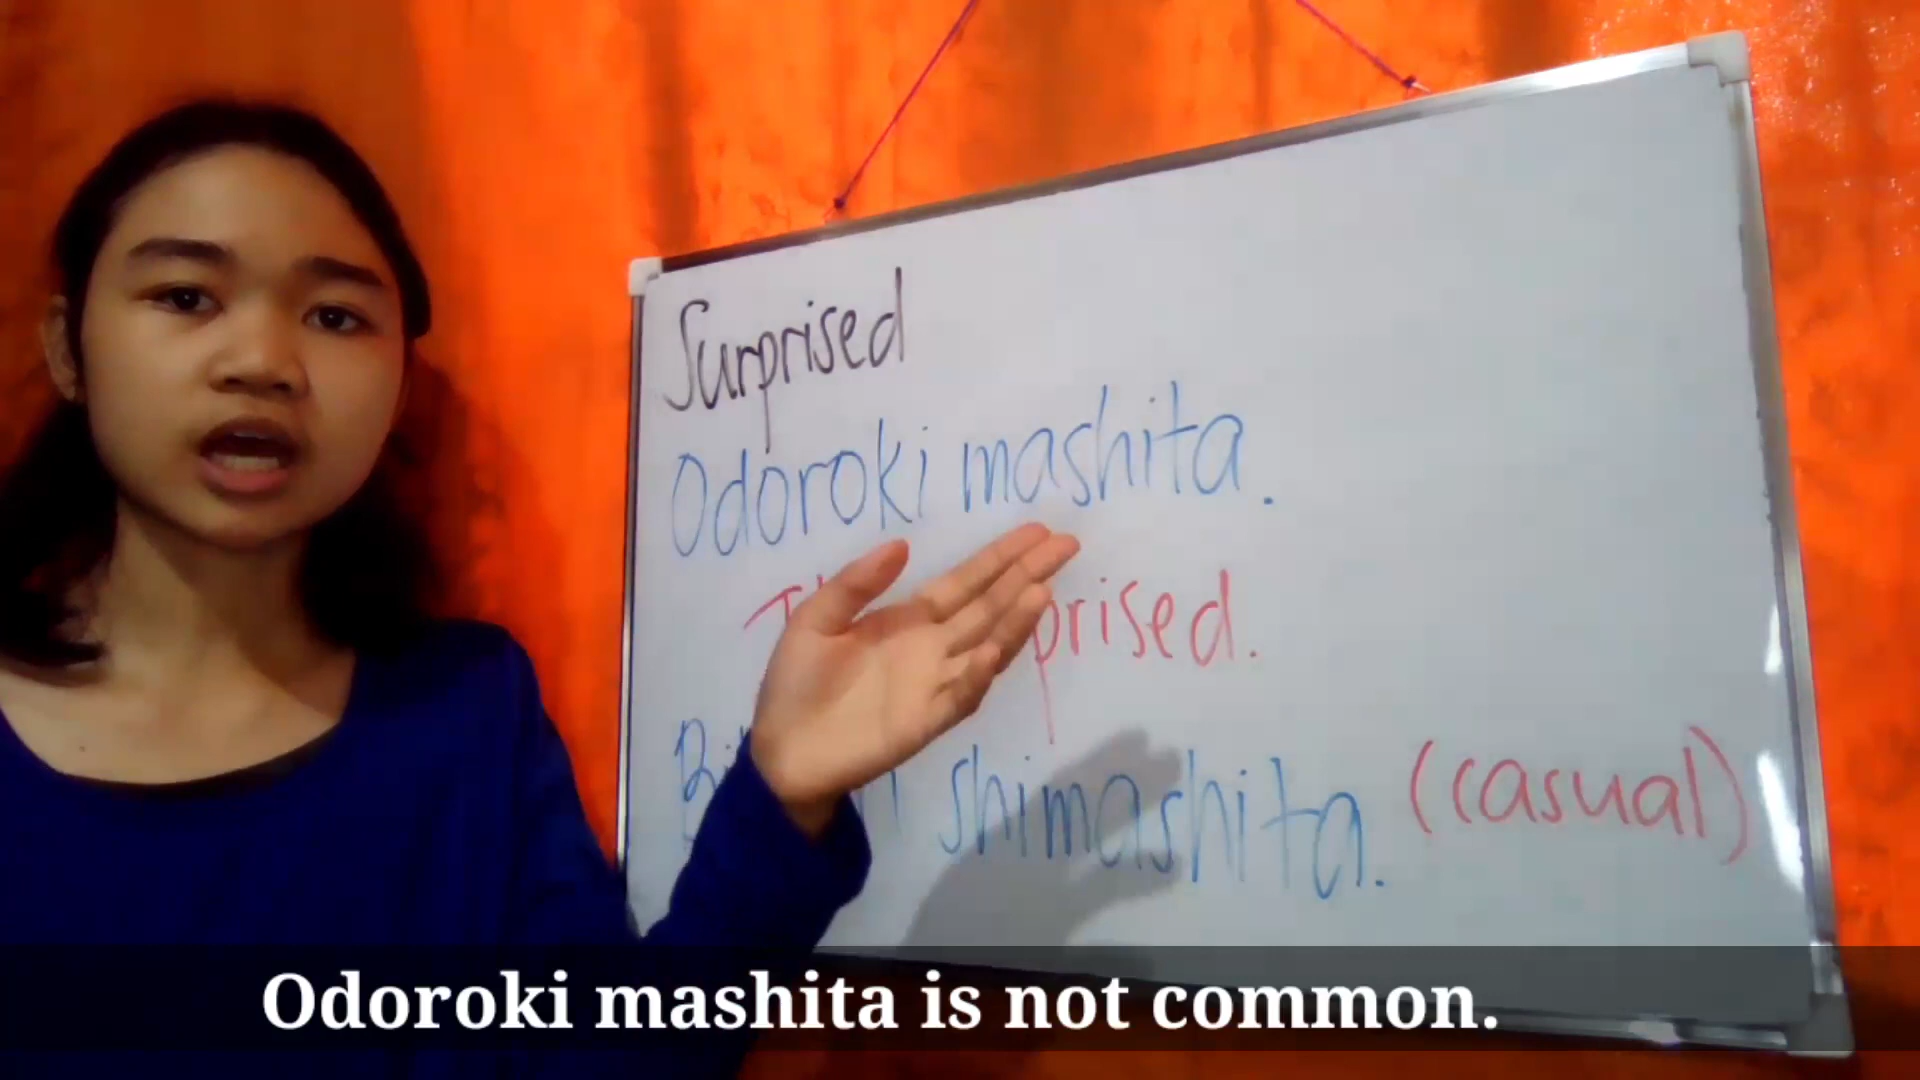 Surprised
Odoroki mashita.
prised.
shimashita. (casual)
Odoroki mashita is not common.